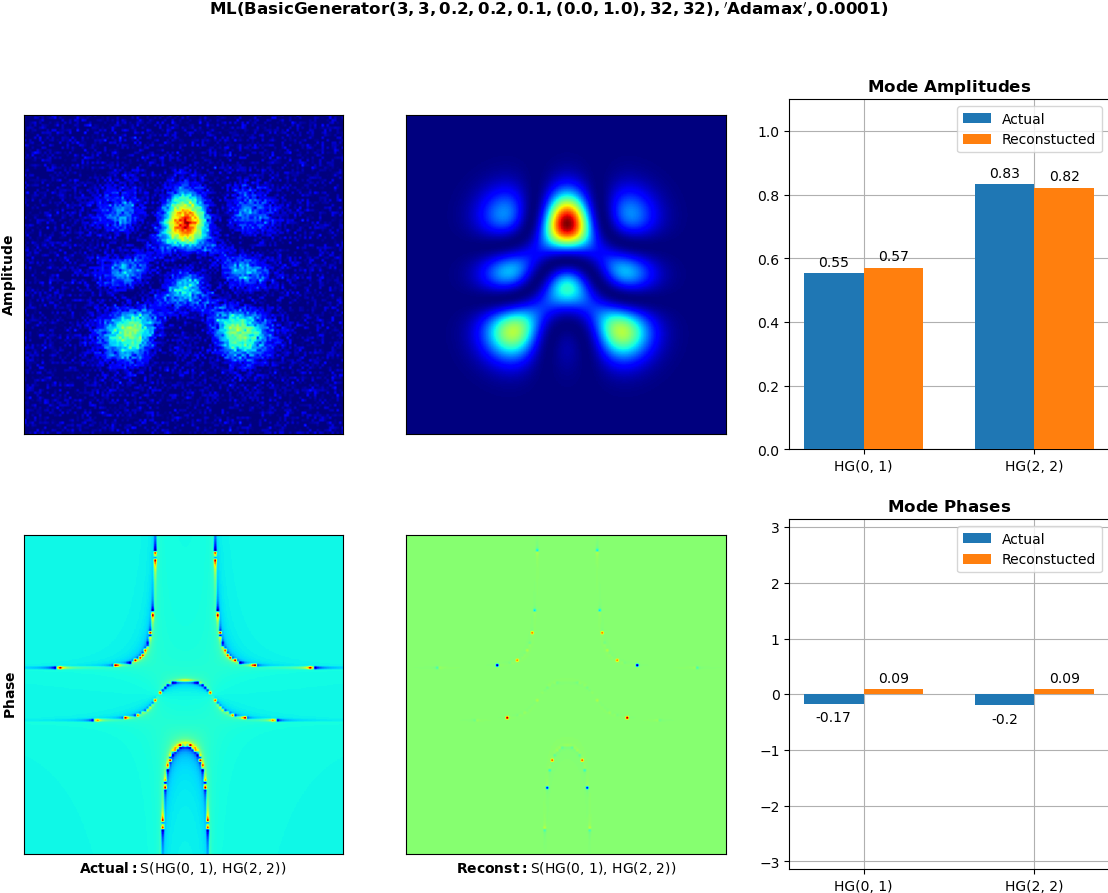 ML(BasicGenerator(3, 3, 0.2, 0.2, 0.1, (0.0, 1.0), 32, 32), ′Adamax′, 0.0001)
Amplitude
Mode Amplitudes
Actual
Reconstucted
1.0
0.8
0.6
0.4
0.2
0.0
0.55
0.57
0.83
0.82
HG(0, 1)
HG(2, 2)
Phase
Actual: S(HG(0, 1), HG(2, 2))
Reconst: S(HG(0, 1), HG(2, 2))
Mode Phases
Actual
Reconstucted
3
2
1
0
−1
−2
−3
-0.17
0.09
-0.2
0.09
HG(0, 1)
HG(2, 2)